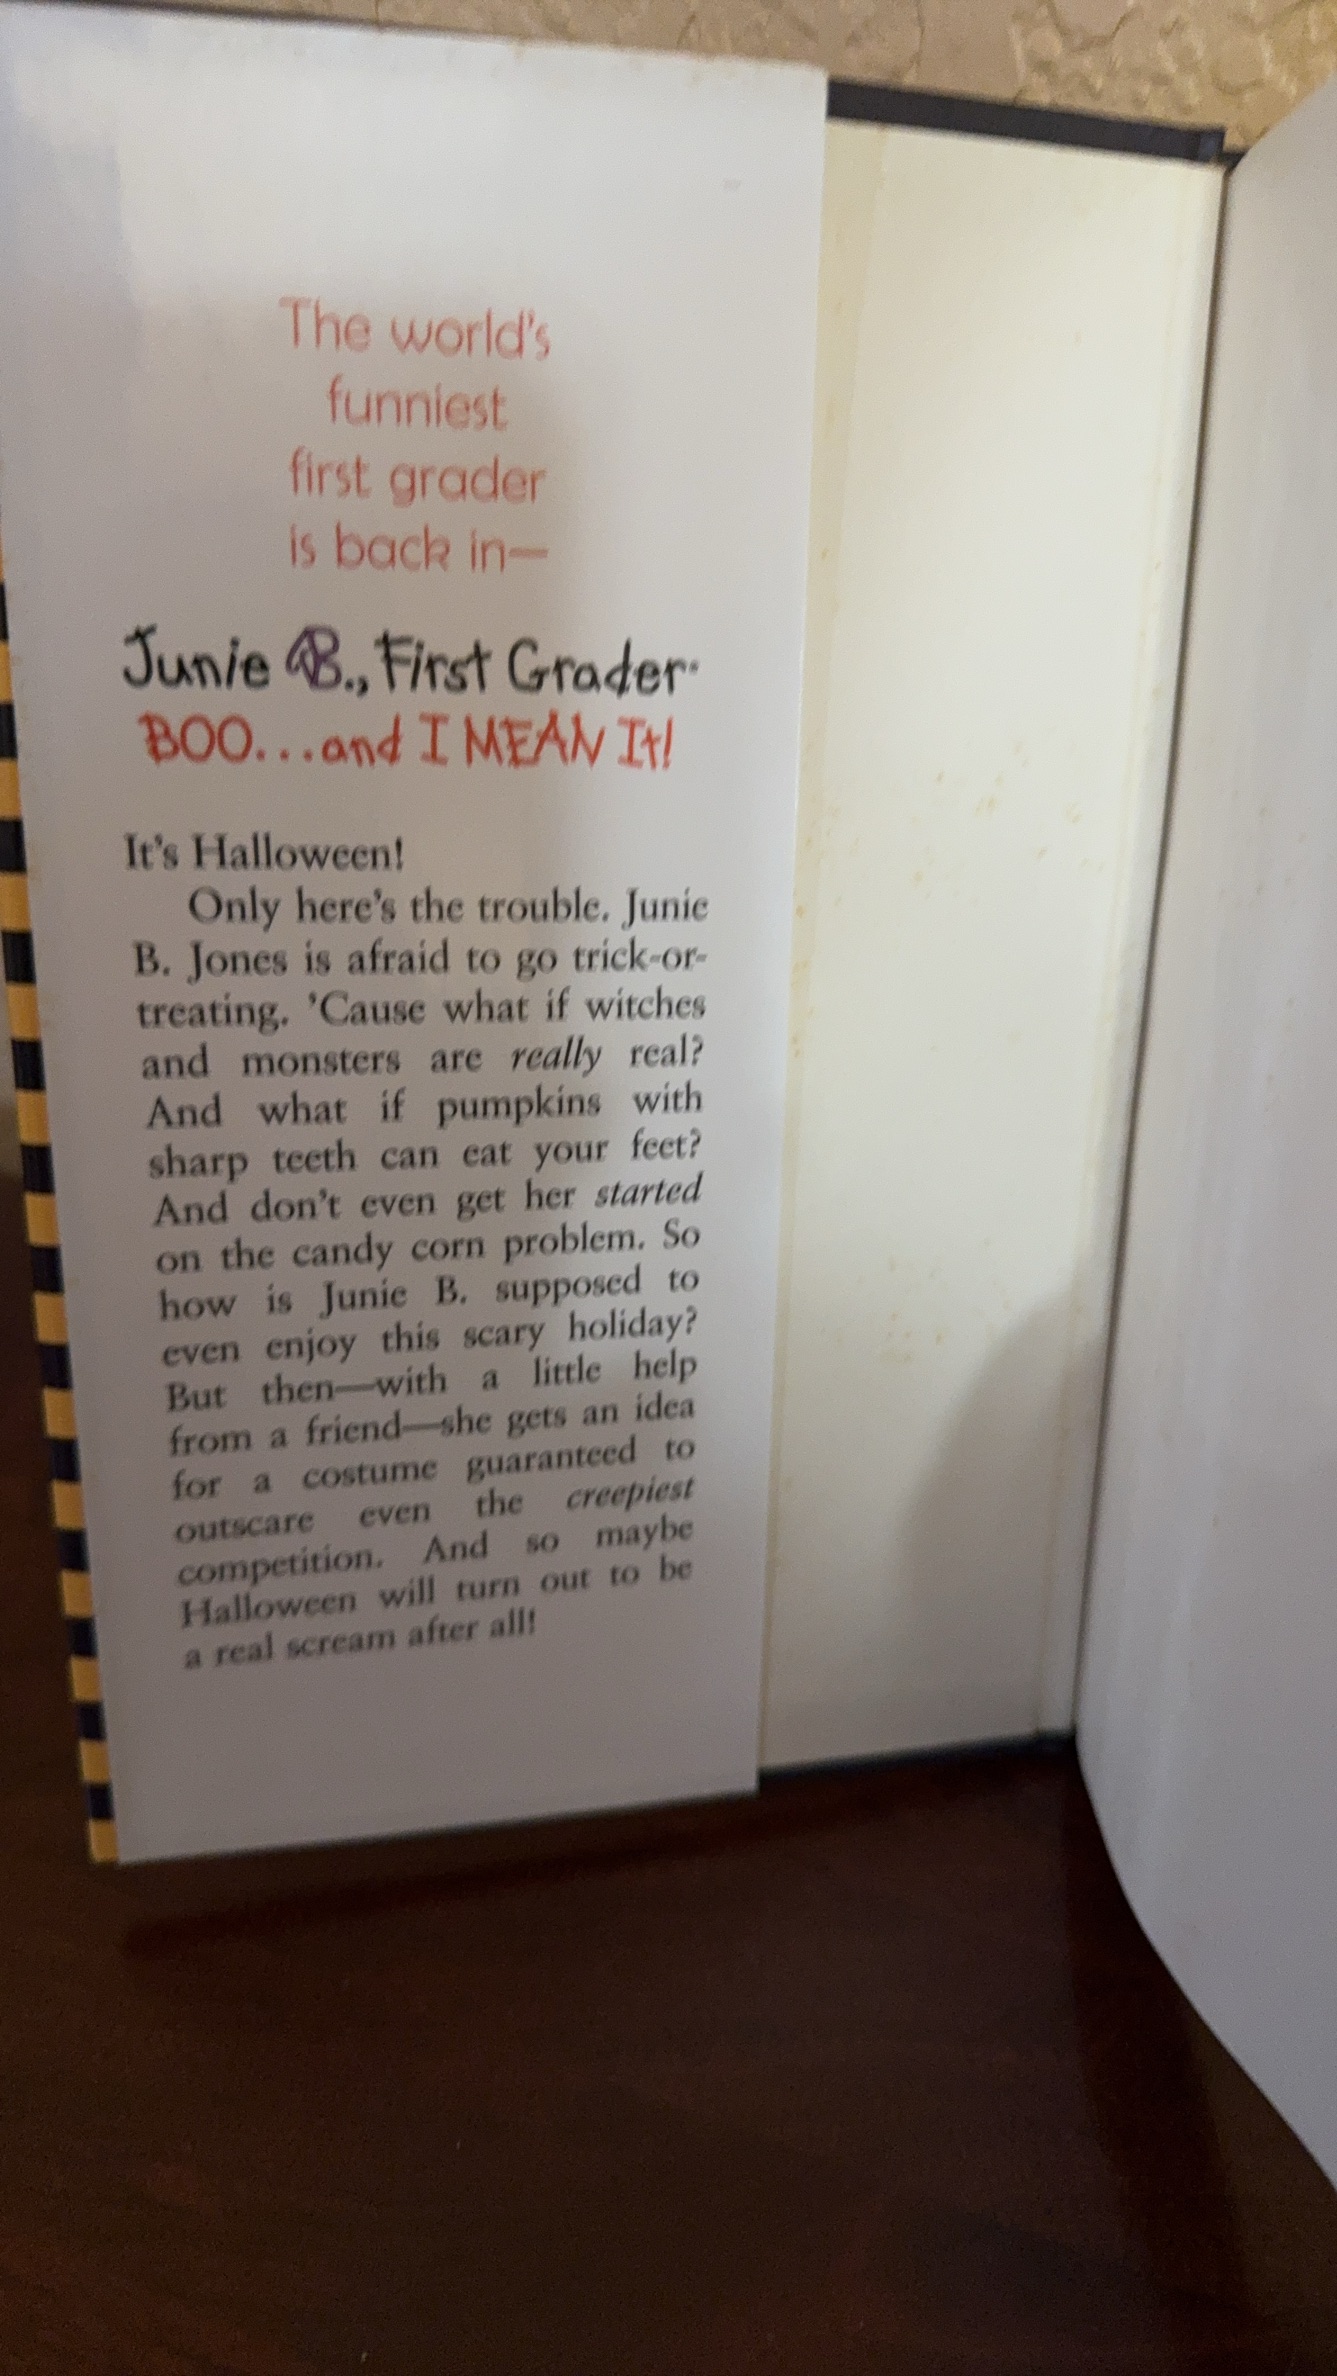 The world's
funniest
first grader
is back in—
Junie B., First Grader
BOO...and I MEAN It!
It's Halloween!
Only here's the trouble. Junie
B. Jones is afraid to go trick-or-
treating. 'Cause what if witches
and monsters are really real?
And what if pumpkins with
sharp teeth can eat your feet?
And don't even get her started
on the candy corn problem. So
how is Junie B. supposed to
even enjoy this scary holiday?
But then—with a little help
from a friend—she gets an idea
for a costume guaranteed to
outscare even the creepiest
competition. And so maybe
Halloween will turn out to be
a real scream after all!